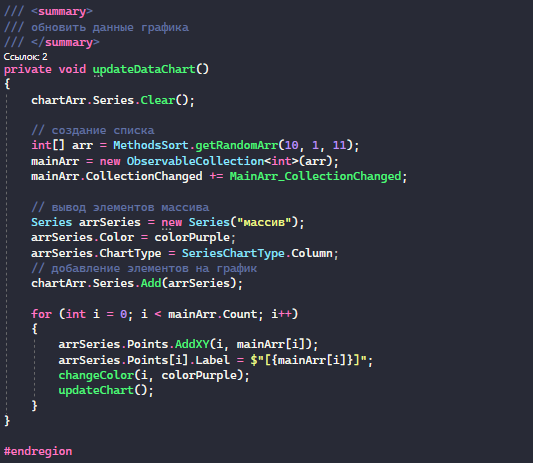 /// <summary>
/// обновить данные графика
/// </summary>
Ссылок: 2
private void updateDataChart()
{
chartArr.Series.Clear();
// создание списка
int[] arr = MethodsSort.getRandomArr(10, 1, 11);
mainArr = new ObservableCollection<int>(arr);
mainArr.CollectionChanged += MainArr_CollectionChanged;
// вывод элементов массива
Series arrSeries = new Series("массив");
arrSeries.Color = colorPurple;
arrSeries.ChartType = SeriesChartType.Column;
// добавление элементов на график
chartArr.Series.Add(arrSeries);
for (int i = 0; i < mainArr.Count; i++)
{
arrSeries.Points.AddXY(i, mainArr[i]);
arrSeries.Points[i].Label = $"[{mainArr[i]}]";
changeColor(i, colorPurple);
updateChart();
}
}
#endregion